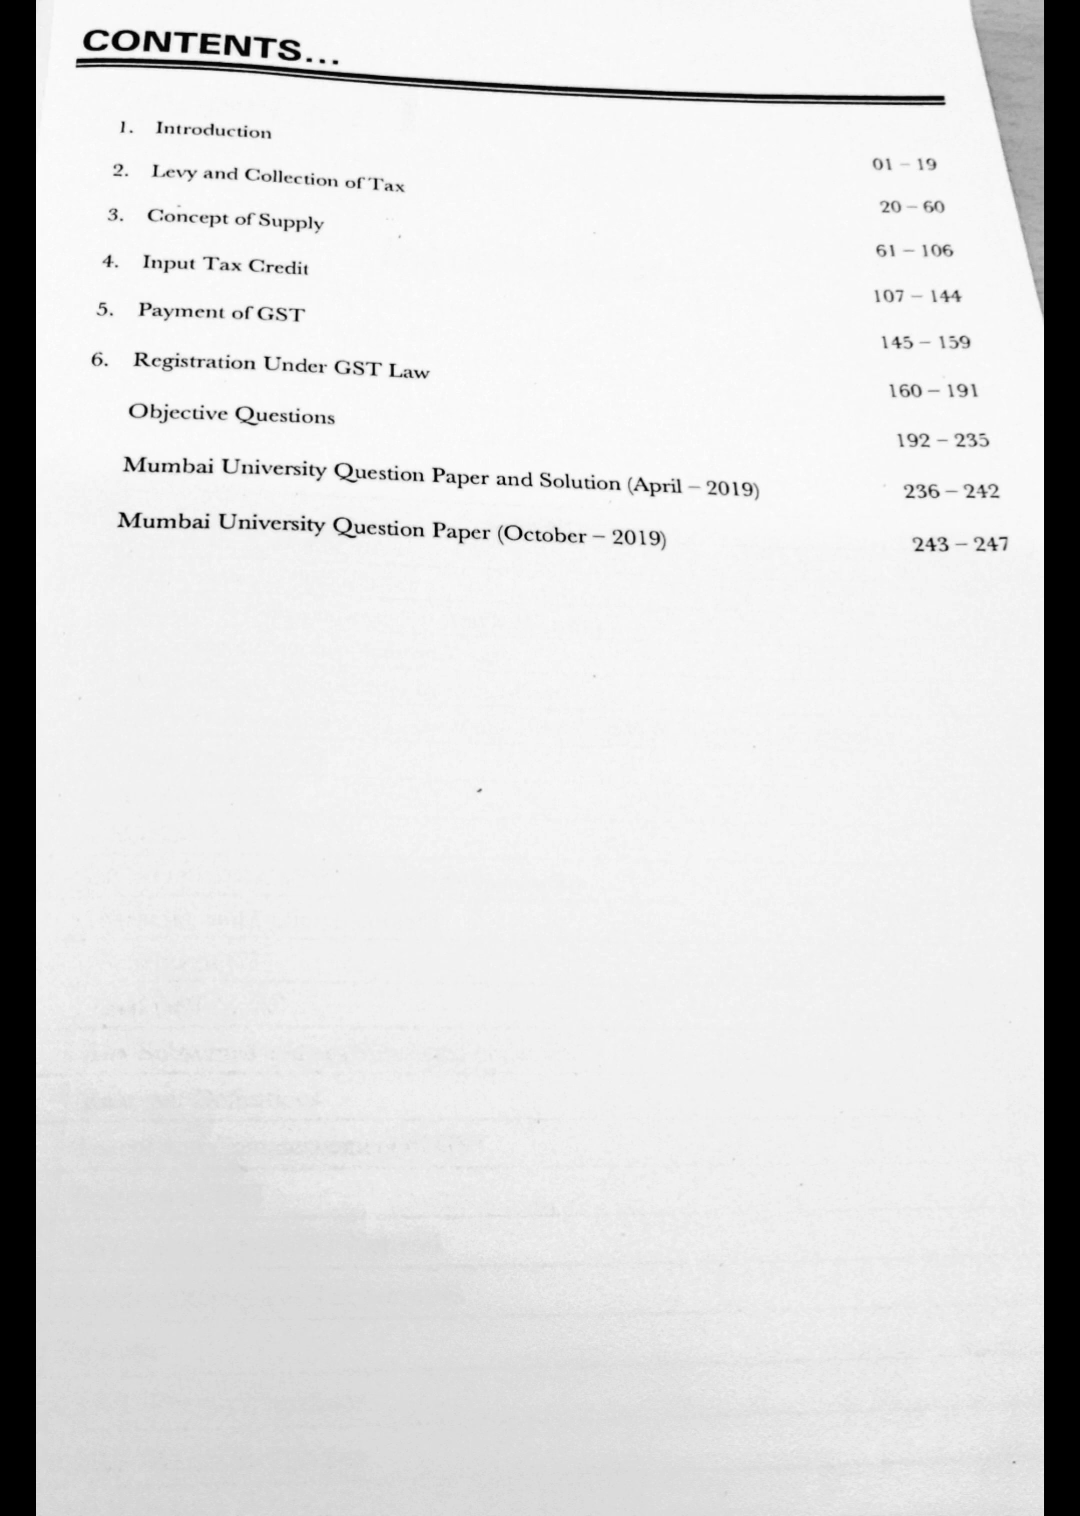 CONTENTS...
1. Introduction 01 – 19
2. Levy and Collection of Tax 20 – 60
3. Concept of Supply 61 – 106
4. Input Tax Credit 107 – 144
5. Payment of GST 145 – 159
6. Registration Under GST Law 160 – 191
Objective Questions 192 – 235
Mumbai University Question Paper and Solution (April – 2019) 236 – 242
Mumbai University Question Paper (October – 2019) 243 – 247